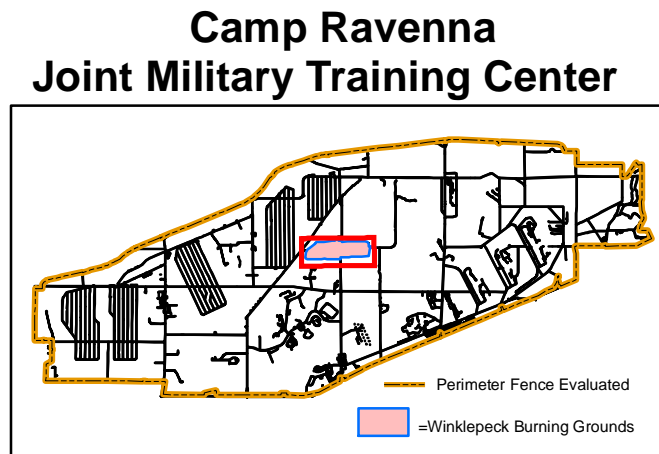 Camp Ravenna
Joint Military Training Center
Perimeter Fence Evaluated
=Winklepeck Burning Grounds